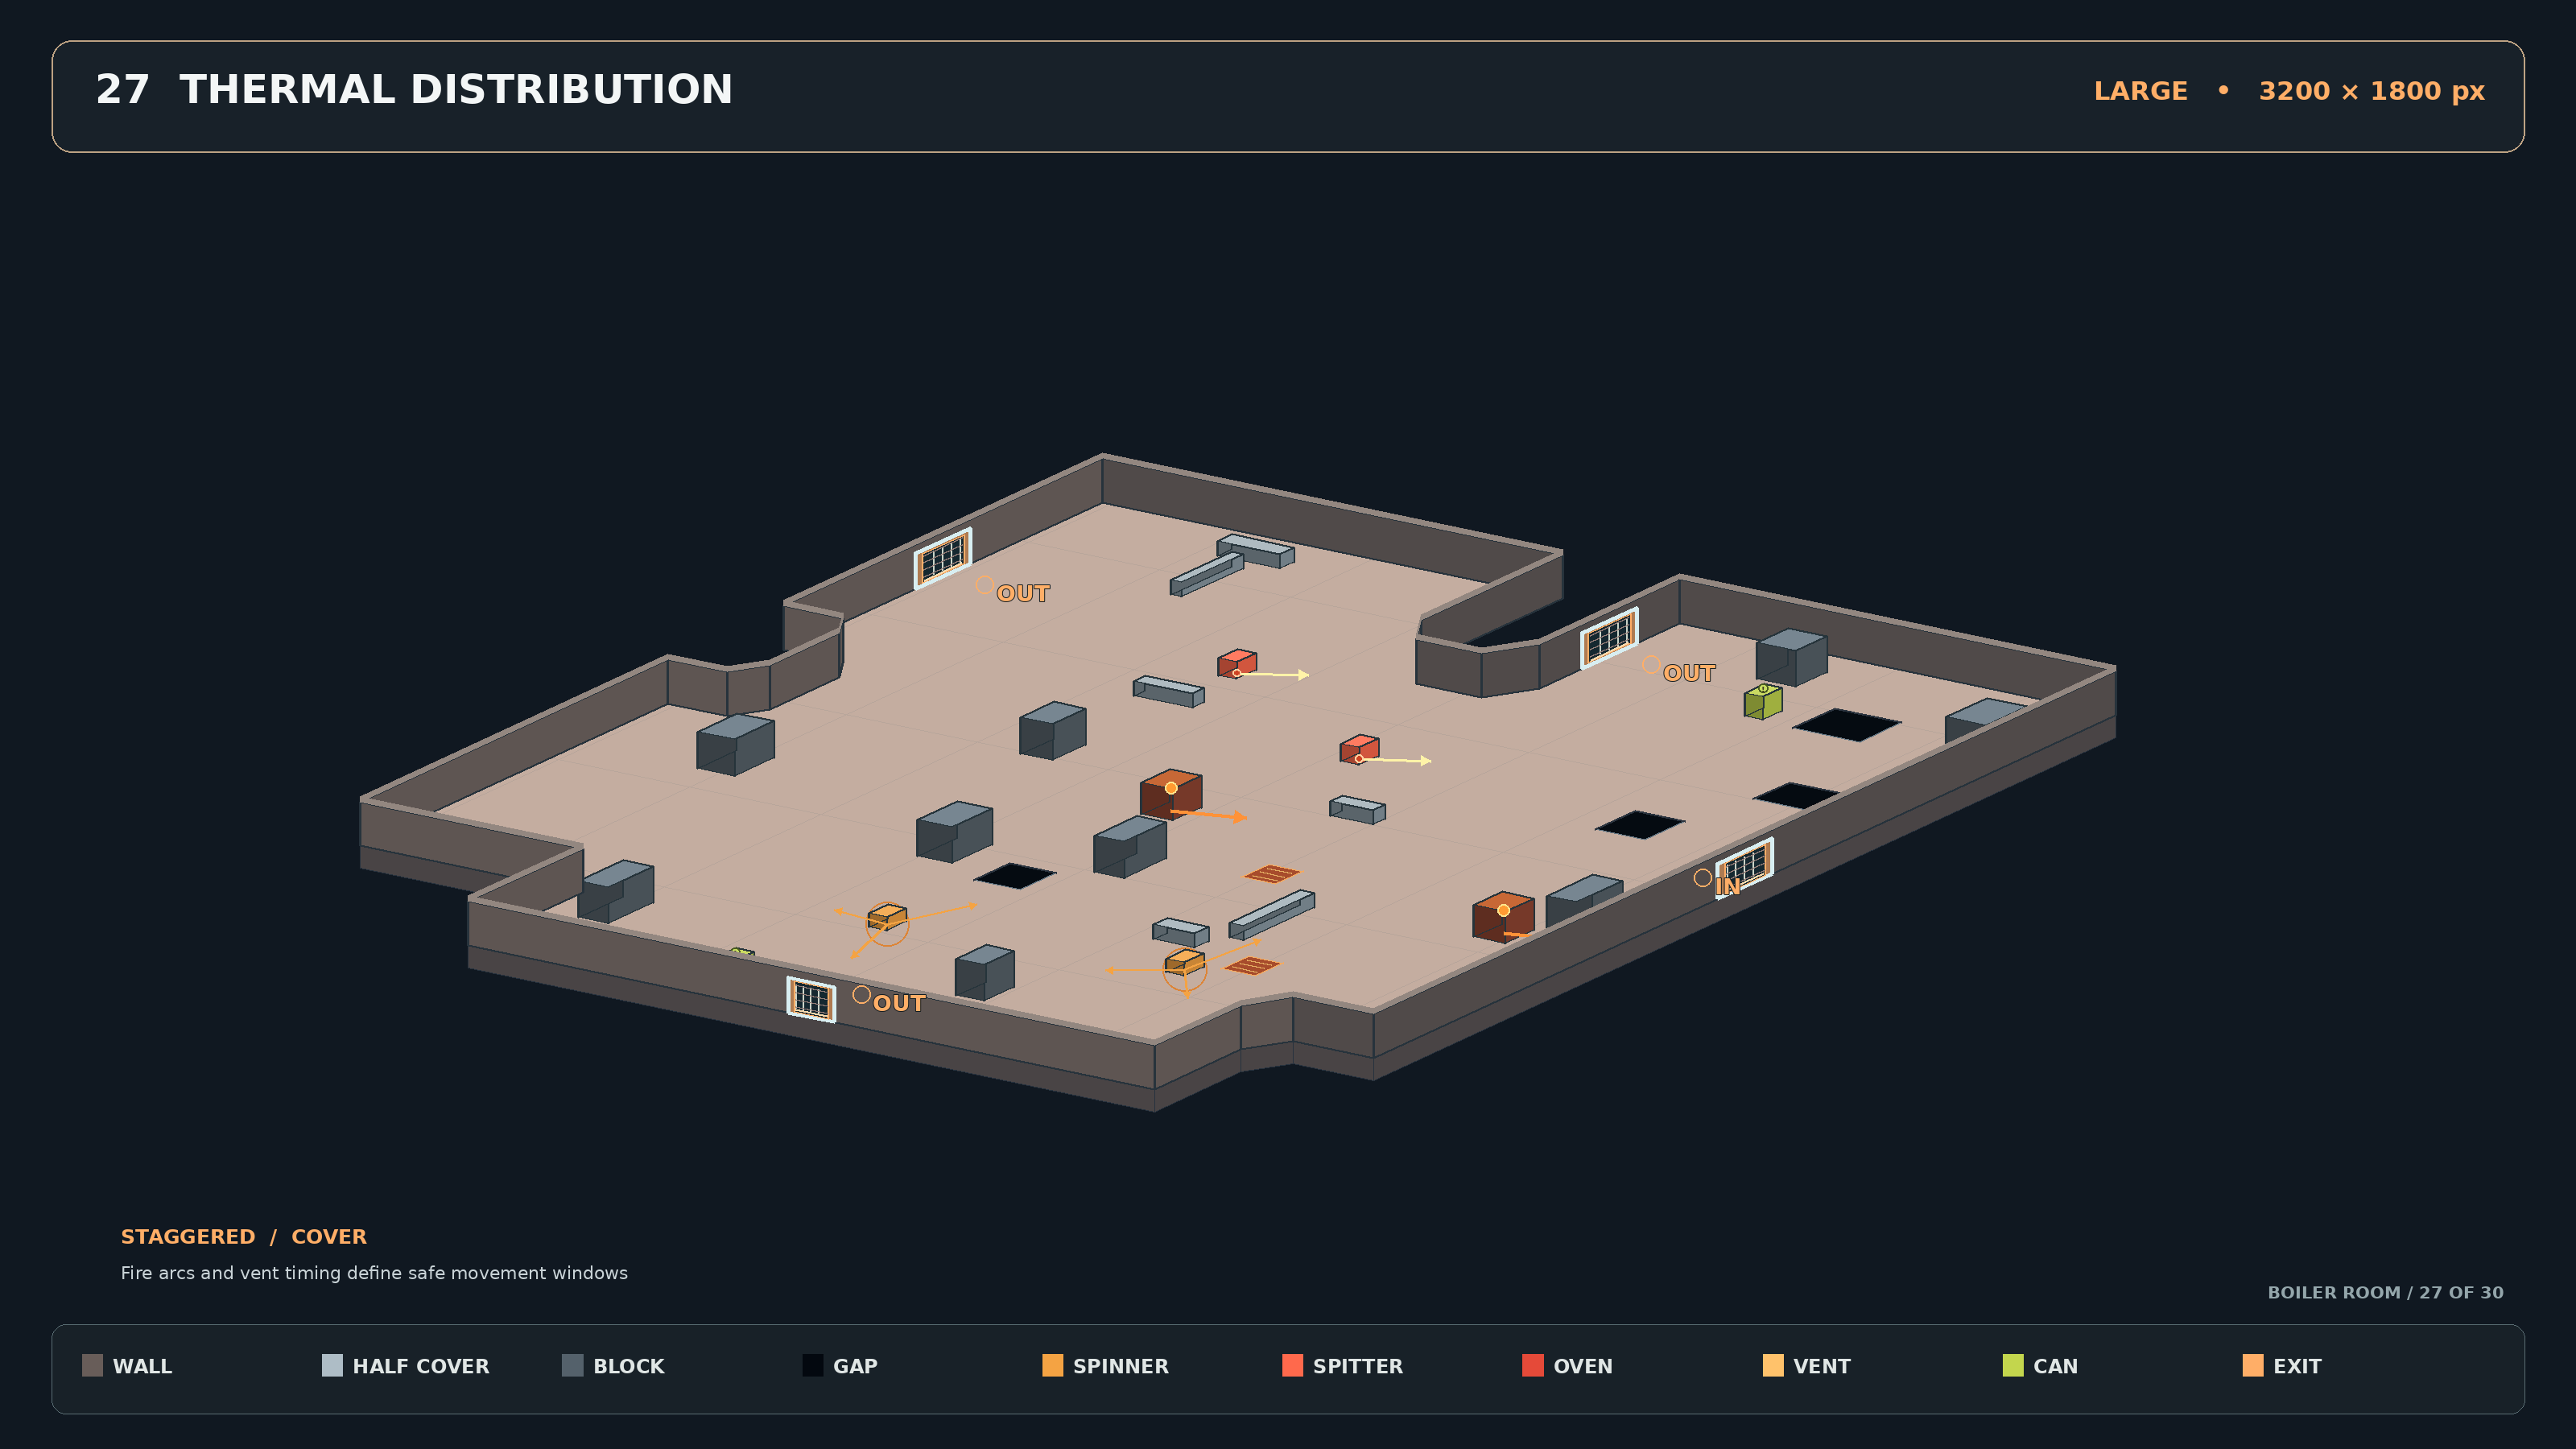 27 THERMAL DISTRIBUTION
LARGE • 3200 × 1800 px
OUT
OUT
IN
OUT
STAGGERED / COVER
Fire arcs and vent timing define safe movement windows
BOILER ROOM / 27 OF 30
WALL
HALF COVER
BLOCK
GAP
SPINNER
SPITTER
OVEN
VENT
CAN
EXIT